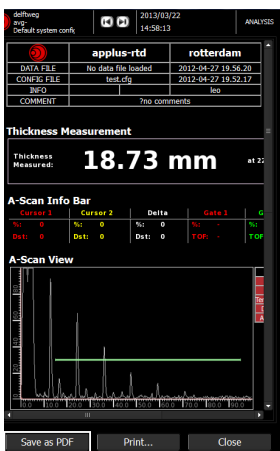 delftweg
avg-
Default system config
2013/03/22
14:58:13
ANALYSIS
applus-rtd rotterdam
DATA FILE No data file loaded 2012-04-27 19.56.20
CONFIG FILE test.cfg 2012-04-27 19.52.17
INFO leo
COMMENT ?no comments
Thickness Measurement
Thickness
Measured: 18.73 mm at 22
A-Scan Info Bar
Cursor 1 Cursor 2 Delta Gate 1 G
%: 0 %: 0 %: 0 %: - %:
Dst: 0 Dst: 0 Dst: 0 TOF: - TOF
A-Scan View
Save as PDF Print... Close